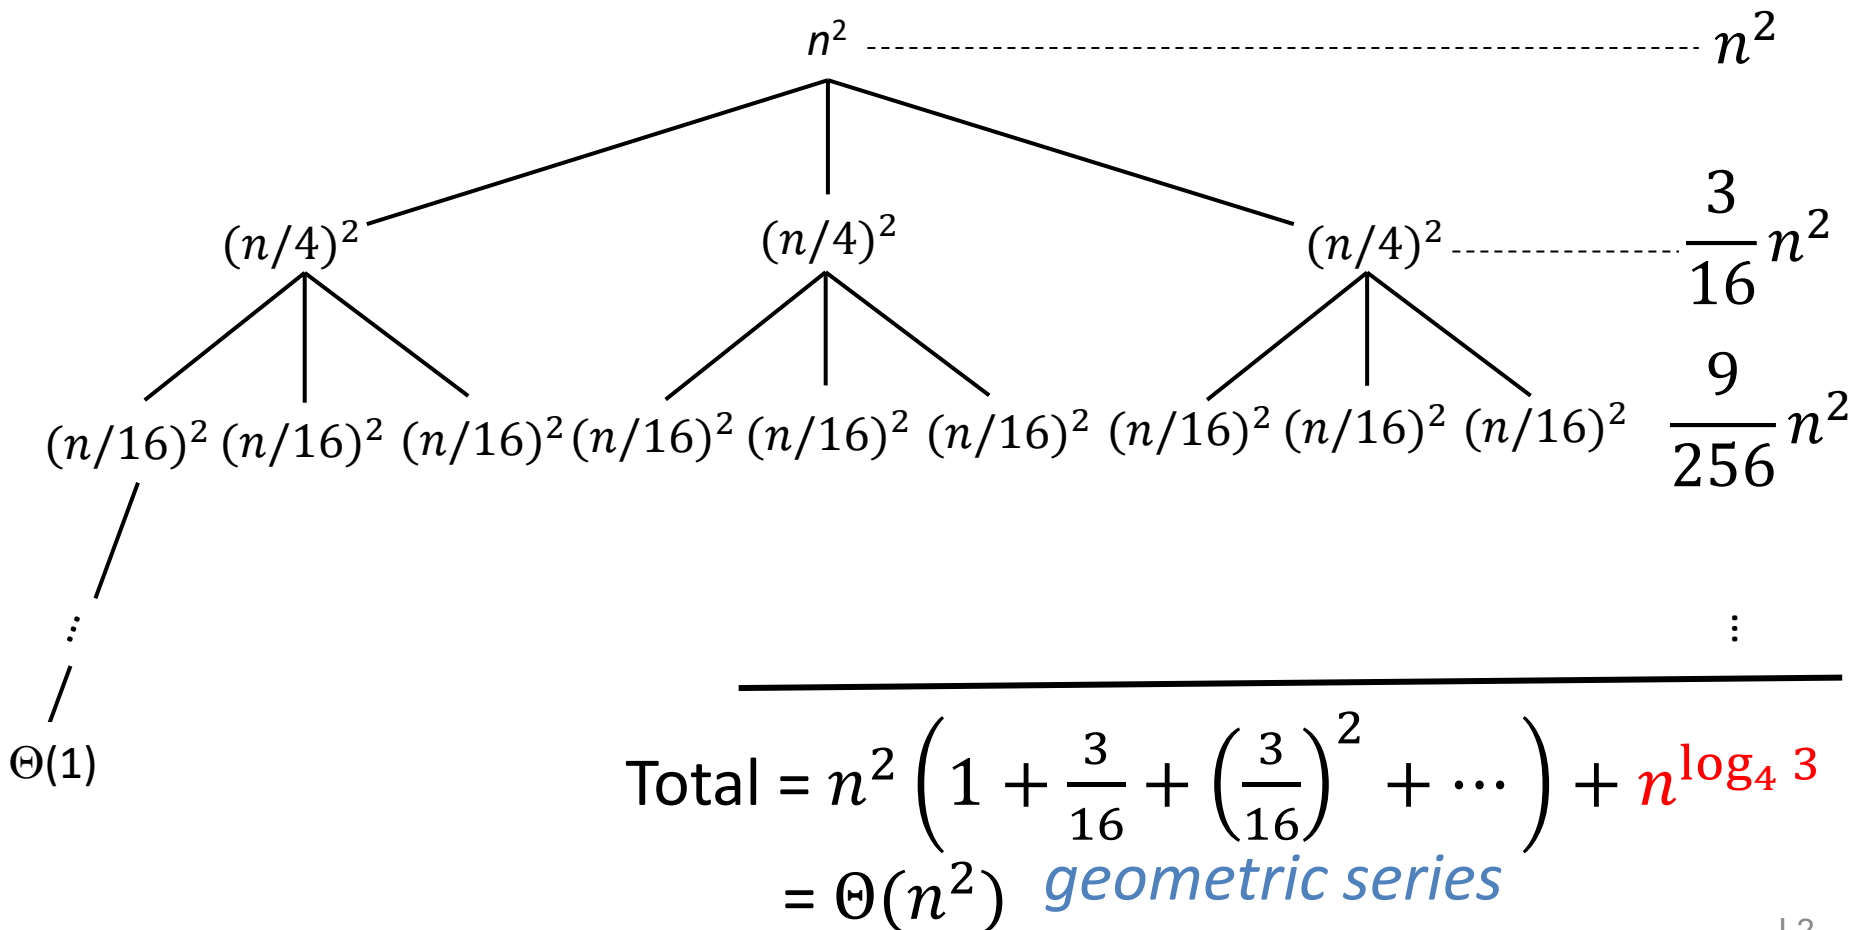 n² n²
(n/4)² (n/4)² (n/4)² 3/16 n²
(n/16)² (n/16)² (n/16)² (n/16)² (n/16)² (n/16)² (n/16)² (n/16)² (n/16)² 9/256 n²
⋮ ⋮
Θ(1)
Total = n² (1 + 3/16 + (3/16)² + ⋯) + n^(log₄ 3)
= Θ(n²) geometric series